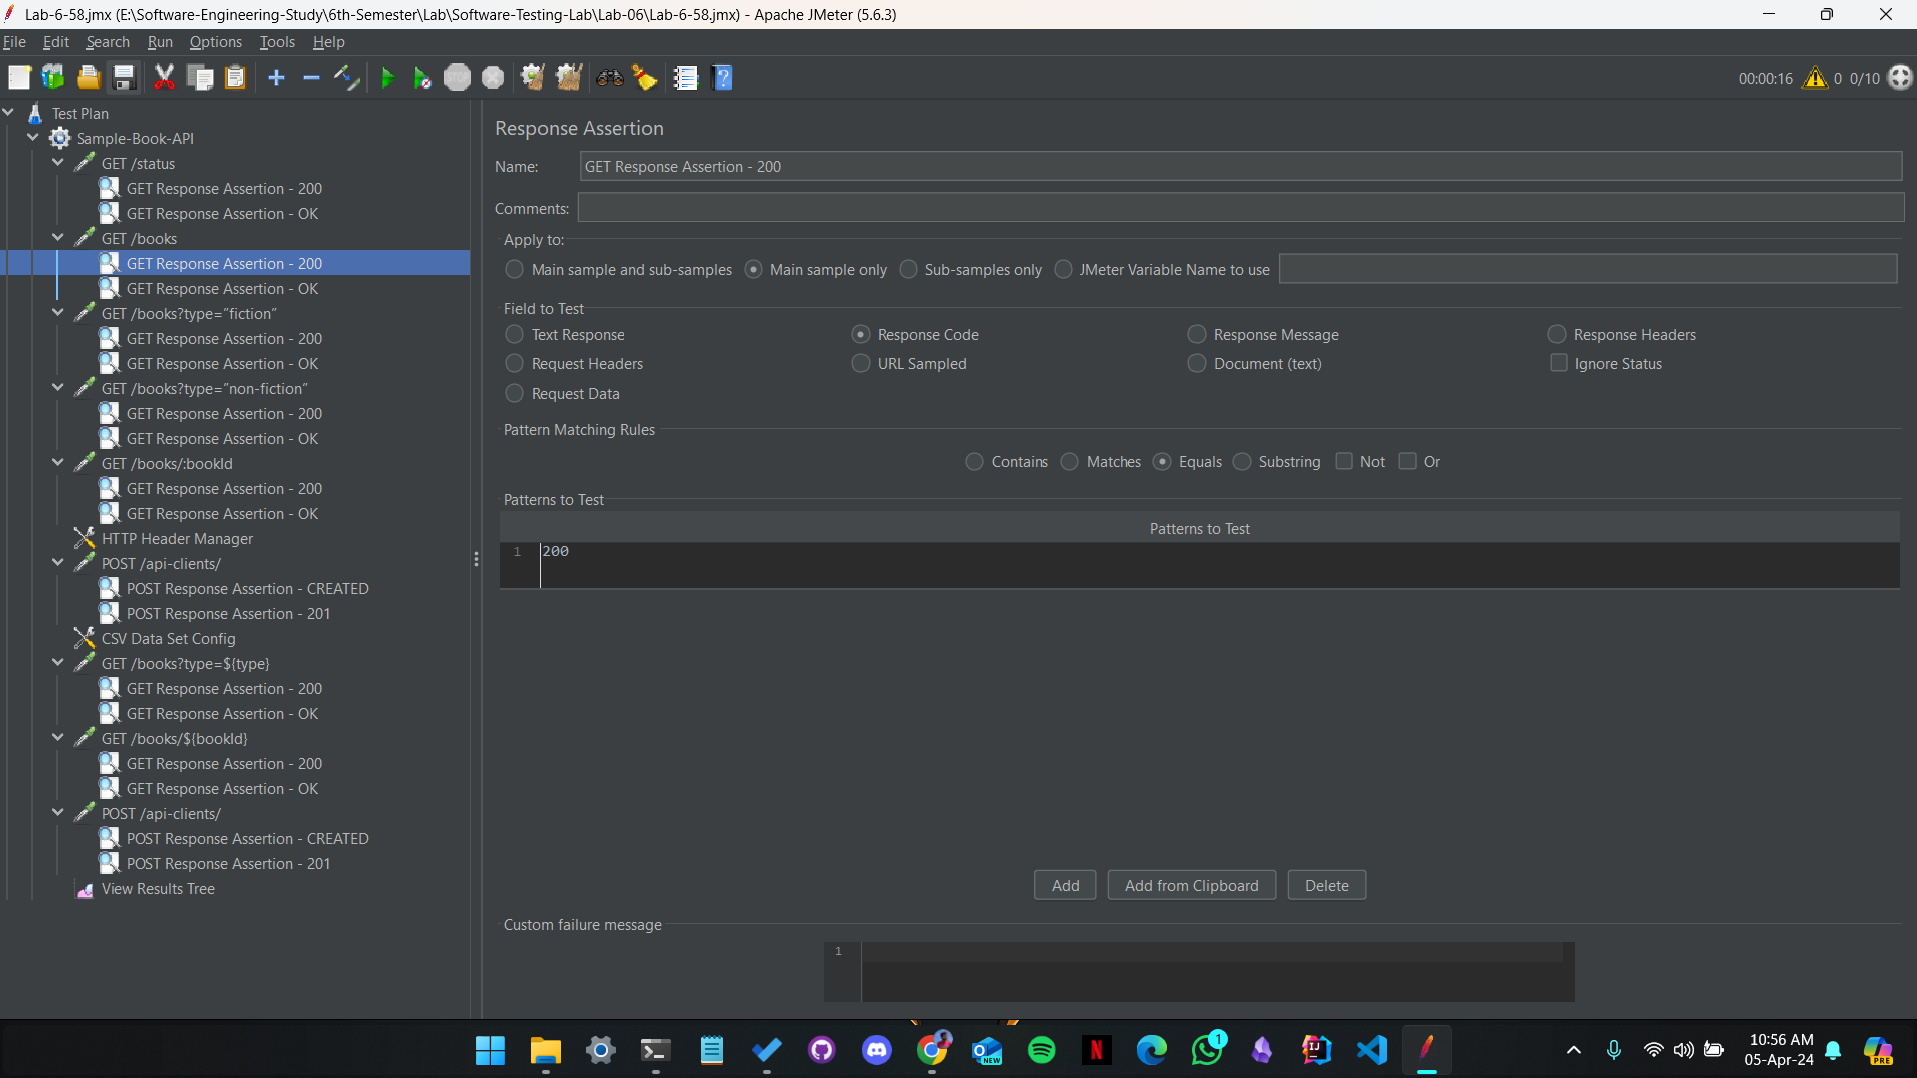 Lab-6-58.jmx (E:\Software-Engineering-Study\6th-Semester\Lab\Software-Testing-Lab\Lab-06\Lab-6-58.jmx) - Apache JMeter (5.6.3)
File Edit Search Run Options Tools Help
STOP
00:00:16 0 0/10
Test Plan
Sample-Book-API
GET /status
GET Response Assertion - 200
GET Response Assertion - OK
GET /books
GET Response Assertion - 200
GET Response Assertion - OK
GET /books?type="fiction"
GET Response Assertion - 200
GET Response Assertion - OK
GET /books?type="non-fiction"
GET Response Assertion - 200
GET Response Assertion - OK
GET /books/:bookId
GET Response Assertion - 200
GET Response Assertion - OK
HTTP Header Manager
POST /api-clients/
POST Response Assertion - CREATED
POST Response Assertion - 201
CSV Data Set Config
GET /books?type=${type}
GET Response Assertion - 200
GET Response Assertion - OK
GET /books/${bookId}
GET Response Assertion - 200
GET Response Assertion - OK
POST /api-clients/
POST Response Assertion - CREATED
POST Response Assertion - 201
View Results Tree
Response Assertion
Name: GET Response Assertion - 200
Comments:
Apply to:
Main sample and sub-samples Main sample only Sub-samples only JMeter Variable Name to use
Field to Test
Text Response Response Code Response Message Response Headers
Request Headers URL Sampled Document (text) Ignore Status
Request Data
Pattern Matching Rules
Contains Matches Equals Substring Not Or
Patterns to Test
Patterns to Test
1 200
Add Add from Clipboard Delete
Custom failure message
1
NEW
N
1
IJ
10:56 AM
05-Apr-24
PRE